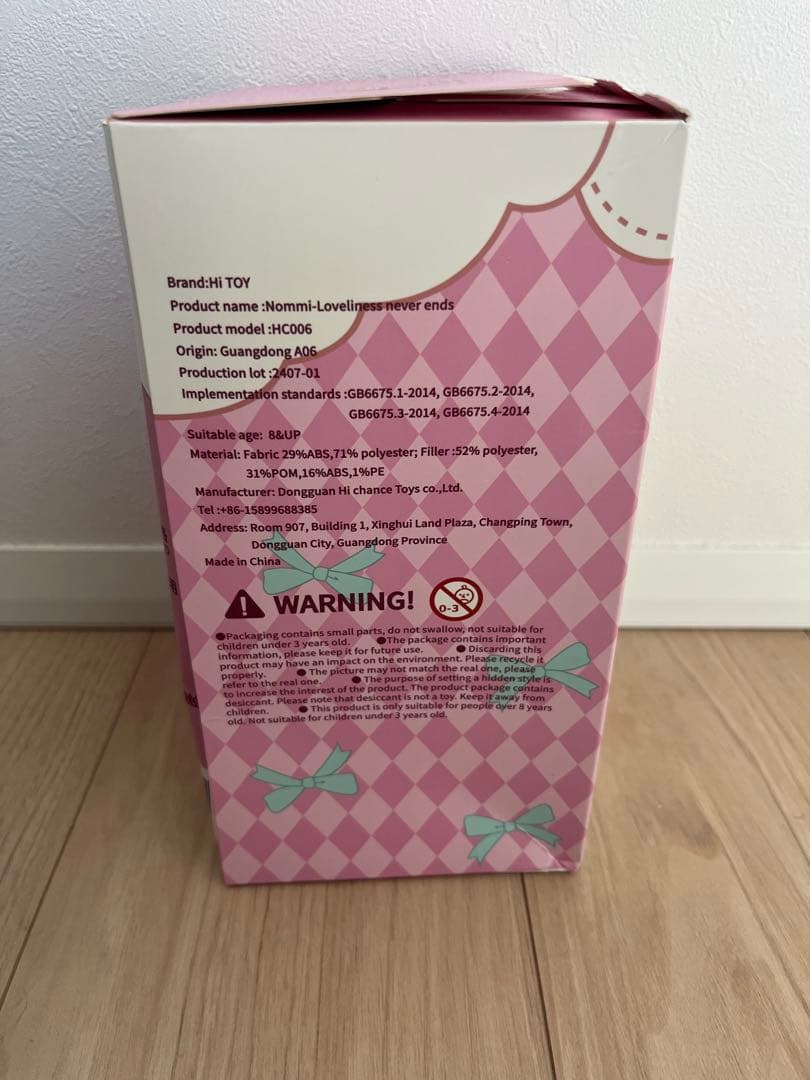 Brand:Hi TOY
Product name :Nommi-Loveliness never ends
Product model :HC006
Origin: Guangdong A06
Production lot :2407-01
Implementation standards :GB6675.1-2014, GB6675.2-2014,
GB6675.3-2014, GB6675.4-2014
Suitable age: 8&UP
Material: Fabric 29%ABS,71% polyester; Filler :52% polyester,
31%POM,16%ABS,1%PE
Manufacturer: Dongguan Hi chance Toys co.,Ltd.
Tel :+86-15899688385
Address: Room 907, Building 1, Xinghui Land Plaza, Changping Town,
Dongguan City, Guangdong Province
Made in China
WARNING! 0-3
●Packaging contains small parts, do not swallow, not suitable for
children under 3 years old. ●The package contains important
information, please keep it for future use. ● Discarding this
product may have an impact on the environment. Please recycle it
properly. ● The picture may not match the real one, please
refer to the real one. ● The purpose of setting a hidden style is
to increase the interest of the product. The product package contains
desiccant. Please note that desiccant is not a toy. Keep it away from
children. ● This product is only suitable for people over 8 years
old. Not suitable for children under 3 years old.